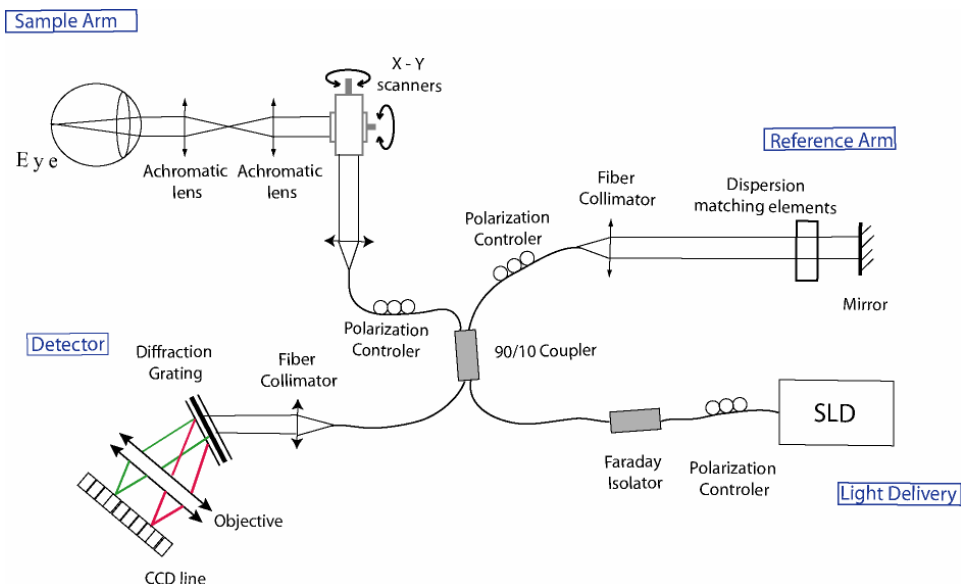 Sample Arm
X - Y
scanners
Eye
Achromatic
lens
Achromatic
lens
Reference Arm
Fiber
Collimator
Dispersion
matching elements
Polarization
Controler
Mirror
Polarization
Controler
90/10 Coupler
Detector
Diffraction
Grating
Fiber
Collimator
SLD
Faraday
Isolator
Polarization
Controler
Light Delivery
Objective
CCD line